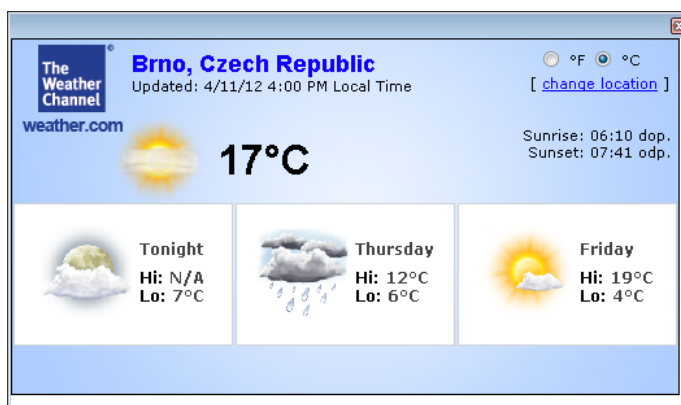 The
Weather
Channel
®
weather.com
Brno, Czech Republic
Updated: 4/11/12 4:00 PM Local Time
°F °C
[ change location ]
17°C
Sunrise: 06:10 dop.
Sunset: 07:41 odp.
Tonight
Hi: N/A
Lo: 7°C
Thursday
Hi: 12°C
Lo: 6°C
Friday
Hi: 19°C
Lo: 4°C